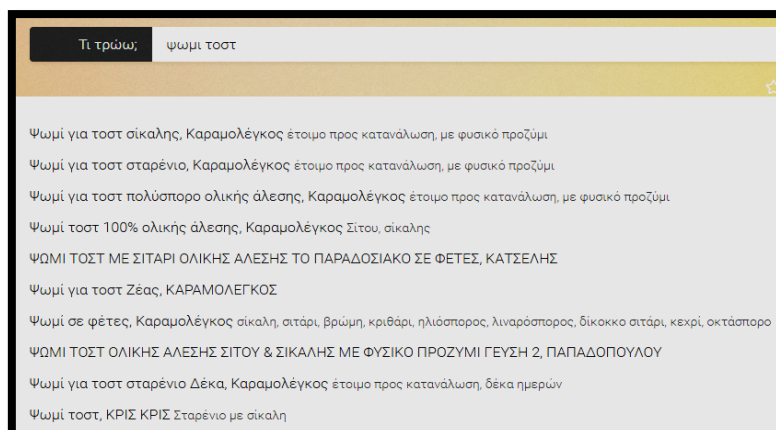 Τι τρώω; ψωμι τοστ
Ψωμί για τοστ σίκαλης, Καραμολέγκος έτοιμο προς κατανάλωση, με φυσικό προζύμι
Ψωμί για τοστ σταρένιο, Καραμολέγκος έτοιμο προς κατανάλωση, με φυσικό προζύμι
Ψωμί για τοστ πολύσπορο ολικής άλεσης, Καραμολέγκος έτοιμο προς κατανάλωση, με φυσικό προζύμι
Ψωμί τοστ 100% ολικής άλεσης, Καραμολέγκος Σίτου, σίκαλης
ΨΩΜΙ ΤΟΣΤ ΜΕ ΣΙΤΑΡΙ ΟΛΙΚΗΣ ΑΛΕΣΗΣ ΤΟ ΠΑΡΑΔΟΣΙΑΚΟ ΣΕ ΦΕΤΕΣ, ΚΑΤΣΕΛΗΣ
Ψωμί για τοστ Ζέας, ΚΑΡΑΜΟΛΕΓΚΟΣ
Ψωμί σε φέτες, Καραμολέγκος σίκαλη, σιτάρι, βρώμη, κριθάρι, ηλιόσπορος, λιναρόσπορος, δίκοκκο σιτάρι, κεχρί, οκτάσπορο
ΨΩΜΙ ΤΟΣΤ ΟΛΙΚΗΣ ΑΛΕΣΗΣ ΣΙΤΟΥ & ΣΙΚΑΛΗΣ ΜΕ ΦΥΣΙΚΟ ΠΡΟΖΥΜΙ ΓΕΥΣΗ 2, ΠΑΠΑΔΟΠΟΥΛΟΥ
Ψωμί για τοστ σταρένιο Δέκα, Καραμολέγκος έτοιμο προς κατανάλωση, δέκα ημερών
Ψωμί τοστ, ΚΡΙΣ ΚΡΙΣ Σταρένιο με σίκαλη